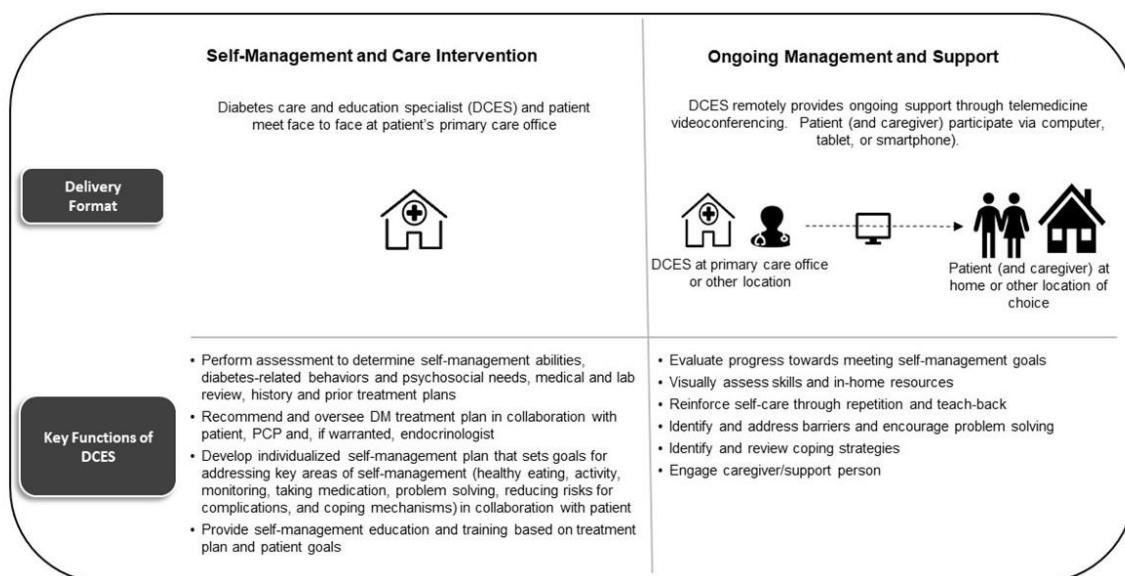 Self-Management and Care Intervention
Ongoing Management and Support
Diabetes care and education specialist (DCES) and patient
meet face to face at patient's primary care office
DCES remotely provides ongoing support through telemedicine
videoconferencing. Patient (and caregiver) participate via computer,
tablet, or smartphone).
Delivery
Format
DCES at primary care office
or other location
Patient (and caregiver) at
home or other location of
choice
Key Functions of
DCES
• Perform assessment to determine self-management abilities,
diabetes-related behaviors and psychosocial needs, medical and lab
review, history and prior treatment plans
• Recommend and oversee DM treatment plan in collaboration with
patient, PCP and, if warranted, endocrinologist
• Develop individualized self-management plan that sets goals for
addressing key areas of self-management (healthy eating, activity,
monitoring, taking medication, problem solving, reducing risks for
complications, and coping mechanisms) in collaboration with patient
• Provide self-management education and training based on treatment
plan and patient goals
• Evaluate progress towards meeting self-management goals
• Visually assess skills and in-home resources
• Reinforce self-care through repetition and teach-back
• Identify and address barriers and encourage problem solving
• Identify and review coping strategies
• Engage caregiver/support person